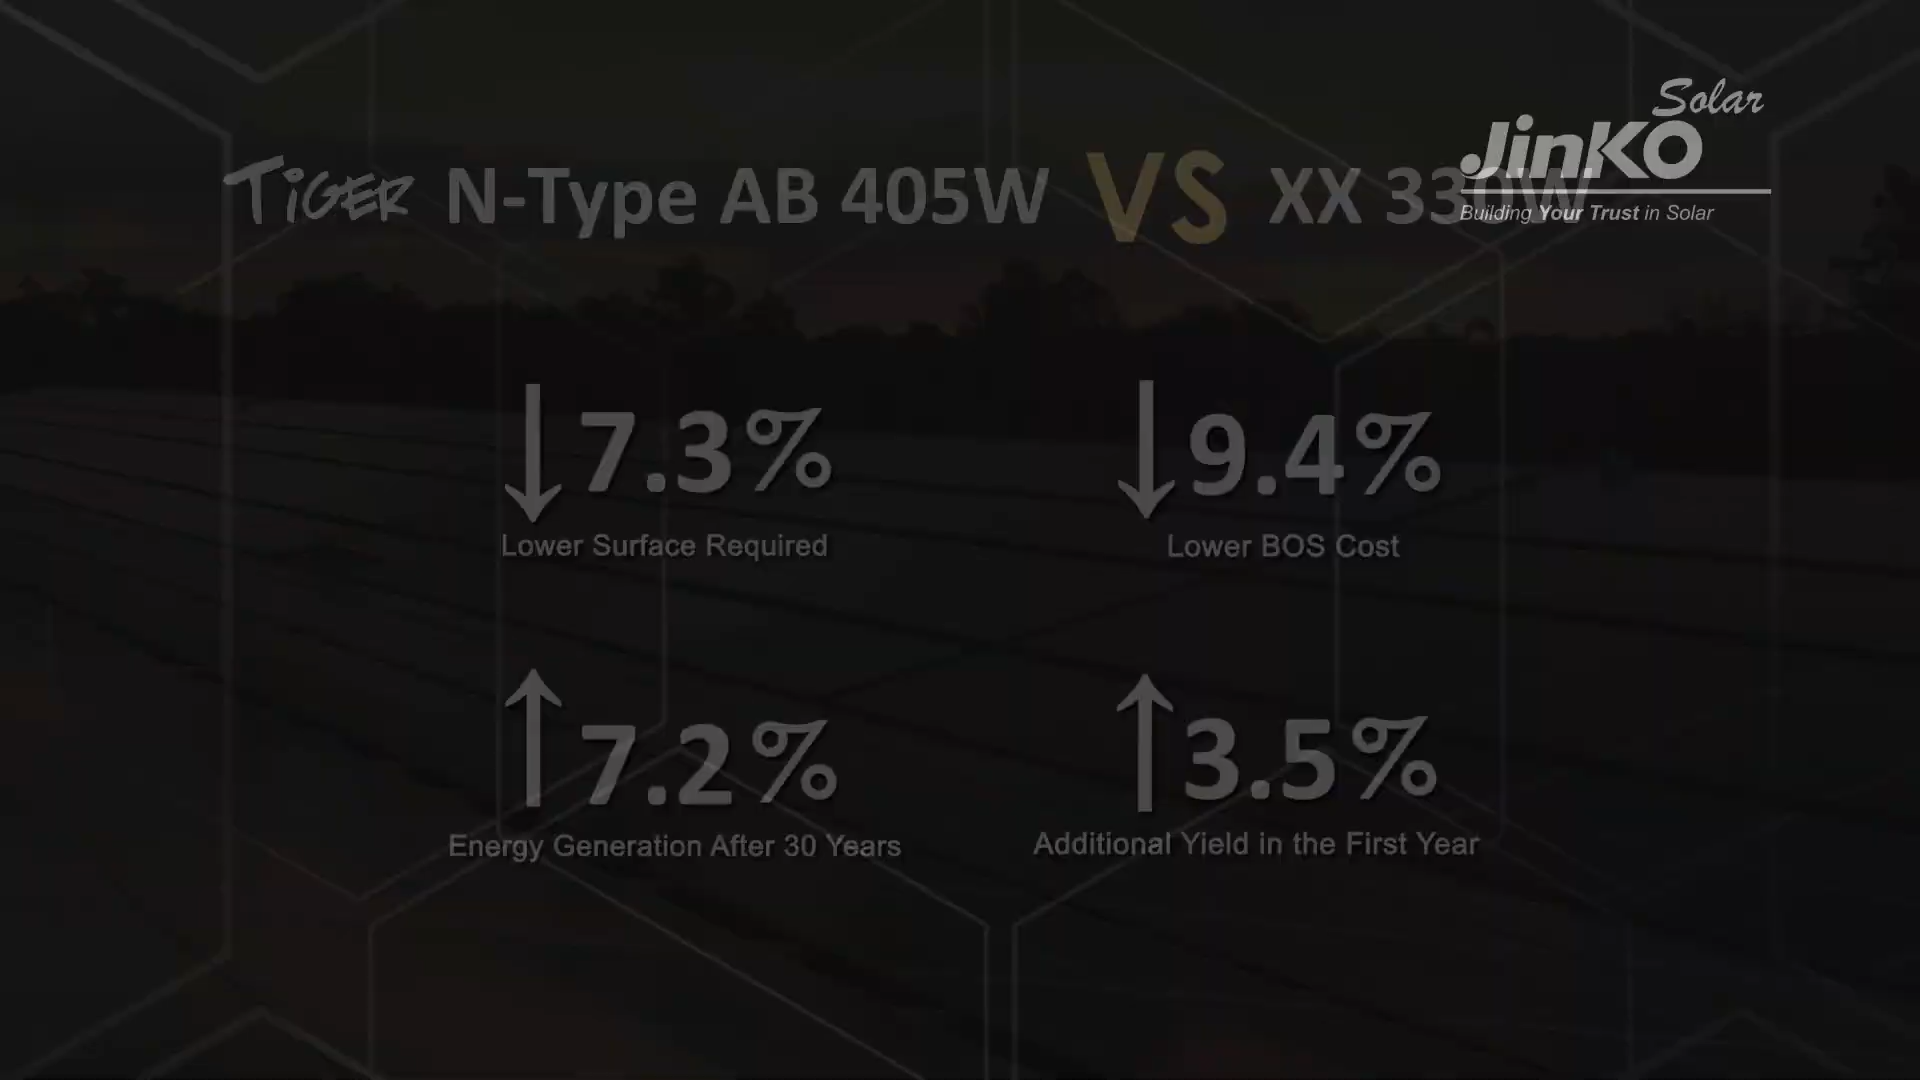 Solar
JinKO
Building Your Trust in Solar
TiGER N-Type AB 405W VS XX 330W
↓7.3%
Lower Surface Required
↓9.4%
Lower BOS Cost
↑7.2%
Energy Generation After 30 Years
↑3.5%
Additional Yield in the First Year